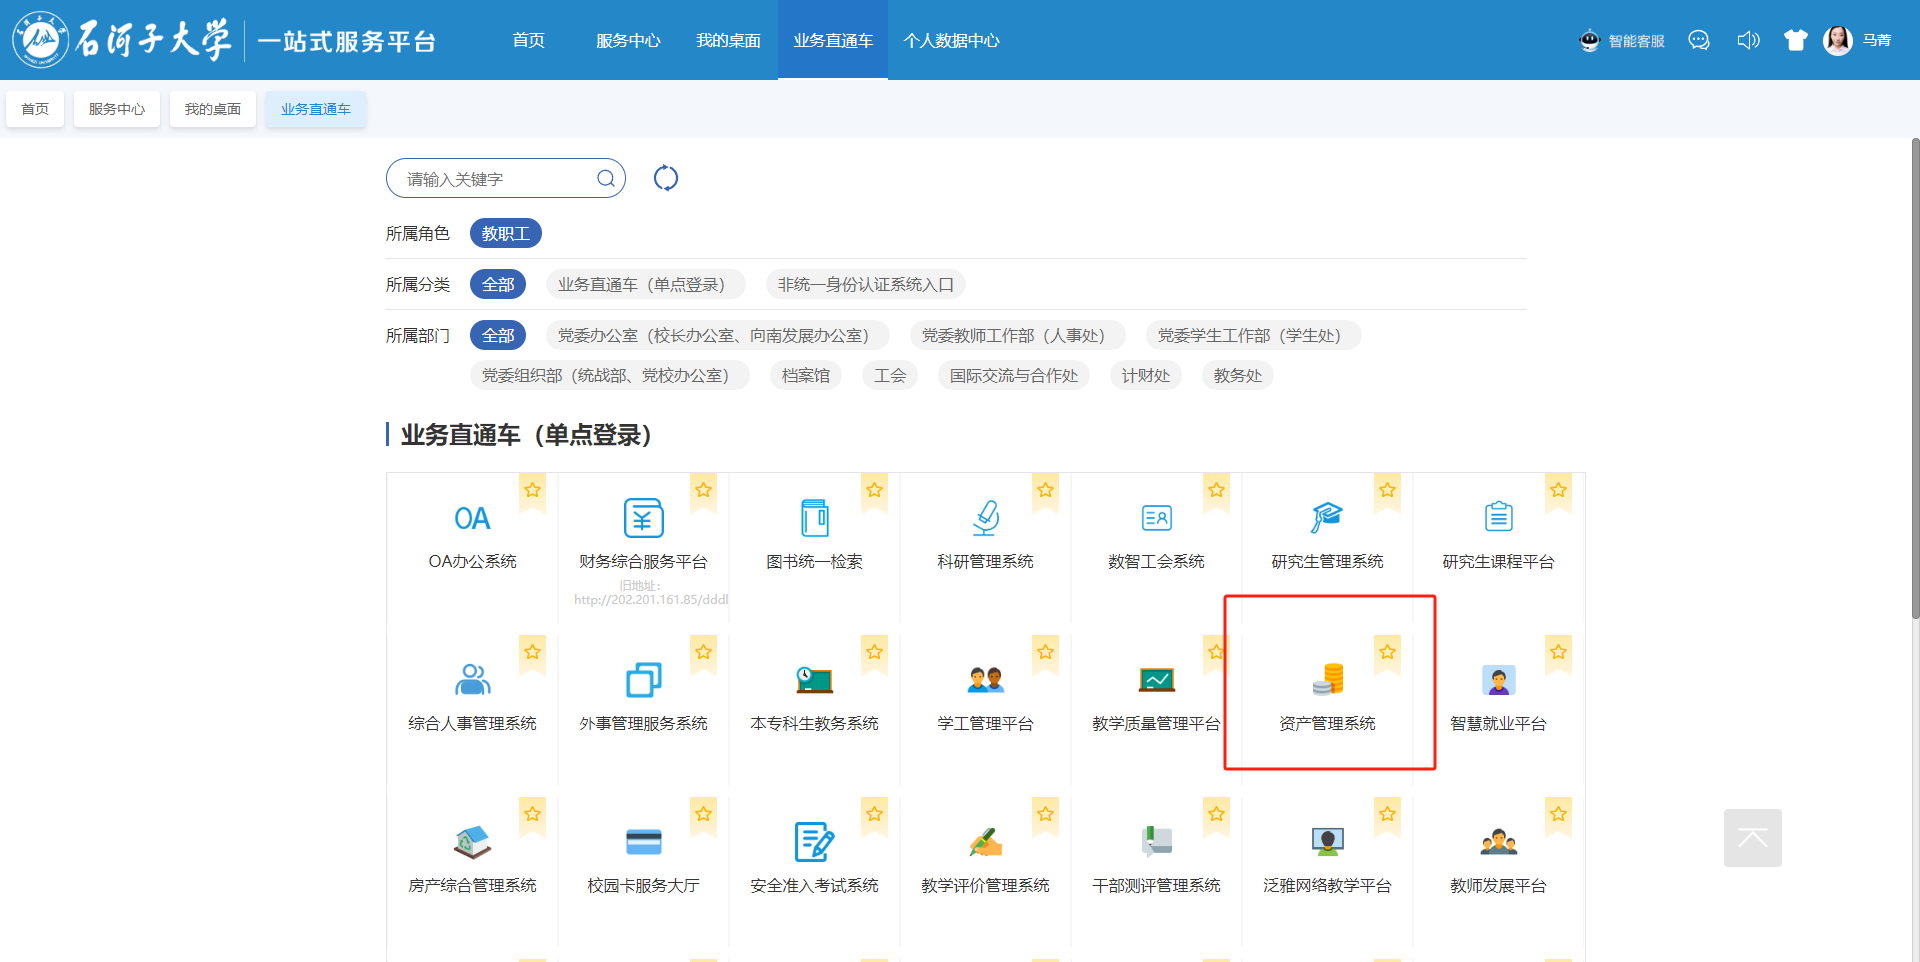 石河子大学 一站式服务平台 首页 服务中心 我的桌面 业务直通车 个人数据中心 智能客服 马菁
首页 服务中心 我的桌面 业务直通车
请输入关键字
所属角色 教职工
所属分类 全部 业务直通车（单点登录） 非统一身份认证系统入口
所属部门 全部 党委办公室（校长办公室、向南发展办公室） 党委教师工作部（人事处） 党委学生工作部（学生处）
党委组织部（统战部、党校办公室） 档案馆 工会 国际交流与合作处 计财处 教务处
业务直通车（单点登录）
OA
OA办公系统 财务综合服务平台 图书统一检索 科研管理系统 数智工会系统 研究生管理系统 研究生课程平台
旧地址：
http://202.201.161.85/dddl
综合人事管理系统 外事管理服务系统 本专科生教务系统 学工管理平台 教学质量管理平台 资产管理系统 智慧就业平台
房产综合管理系统 校园卡服务大厅 安全准入考试系统 教学评价管理系统 干部测评管理系统 泛雅网络教学平台 教师发展平台